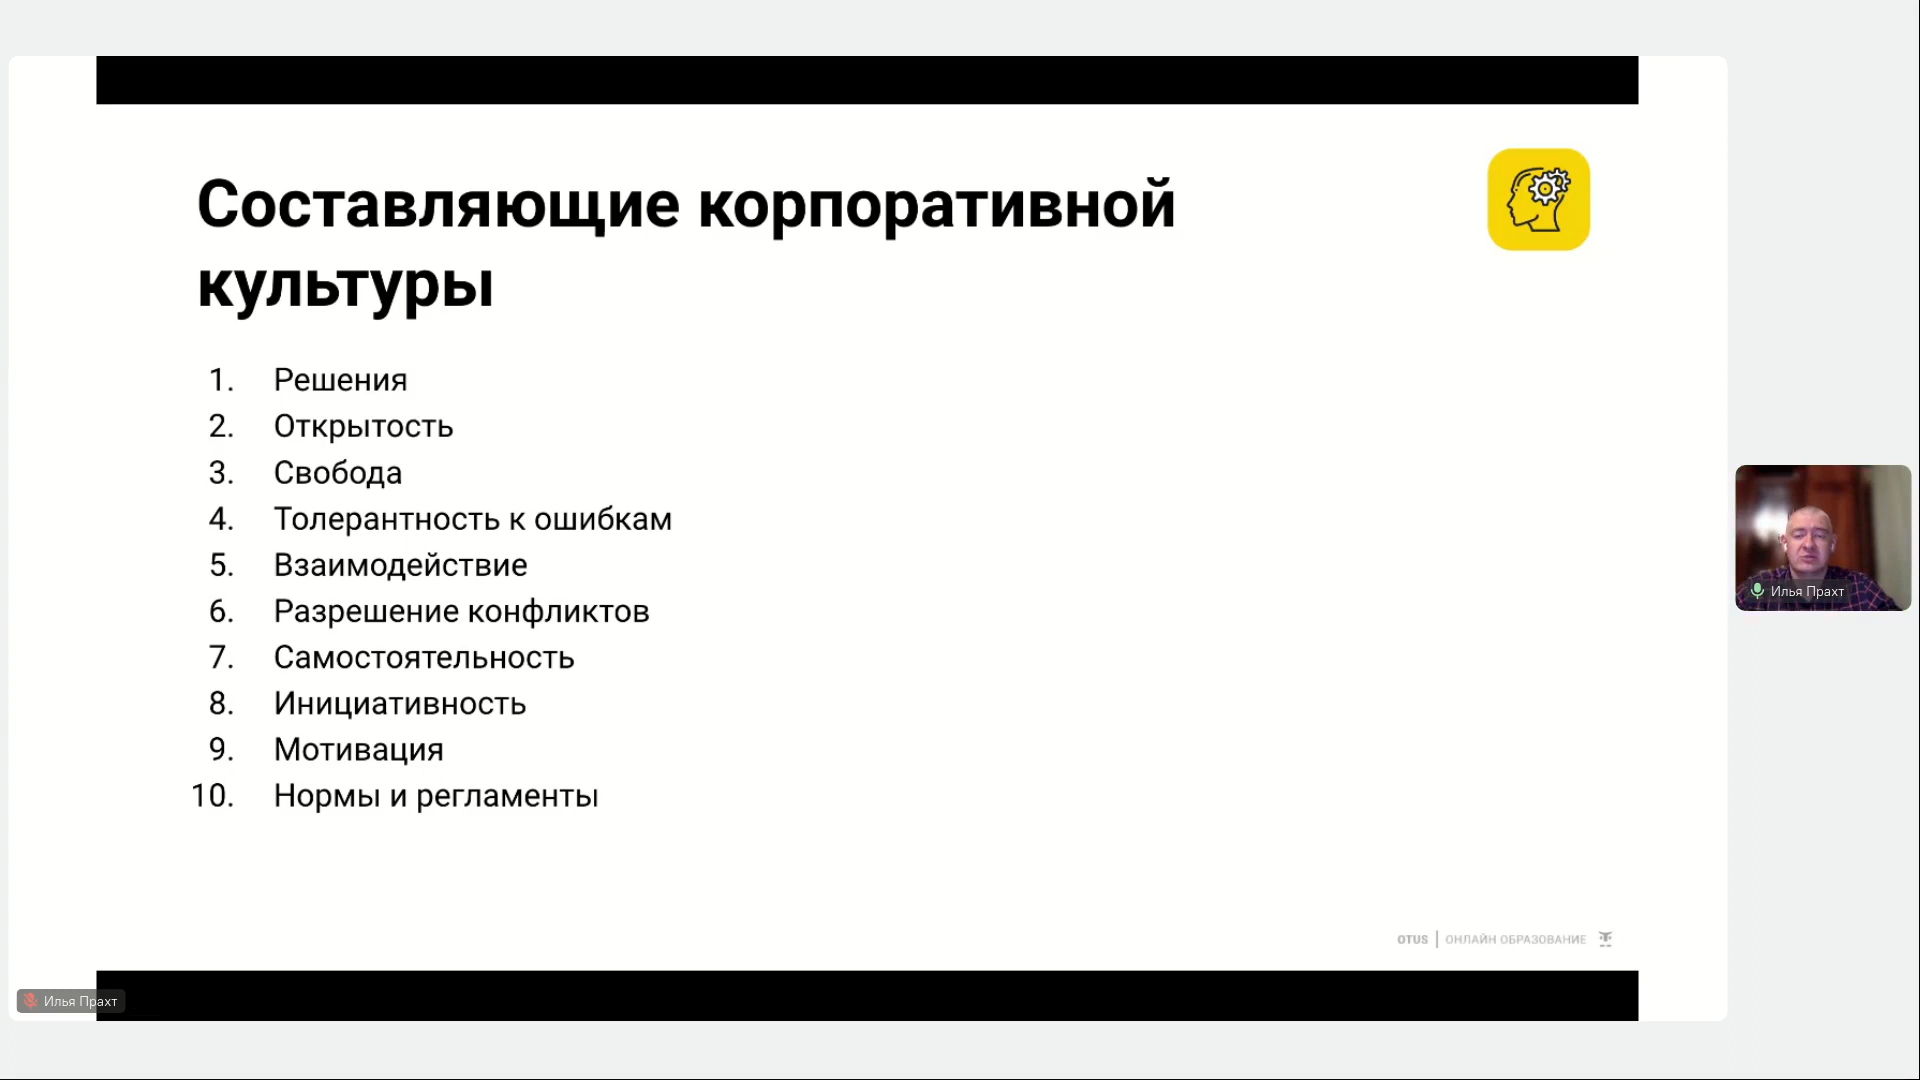 Составляющие корпоративной
культуры
1. Решения
2. Открытость
3. Свобода
4. Толерантность к ошибкам
5. Взаимодействие
6. Разрешение конфликтов
7. Самостоятельность
8. Инициативность
9. Мотивация
10. Нормы и регламенты
OTUS | ОНЛАЙН ОБРАЗОВАНИЕ
Илья Прахт
Илья Прахт